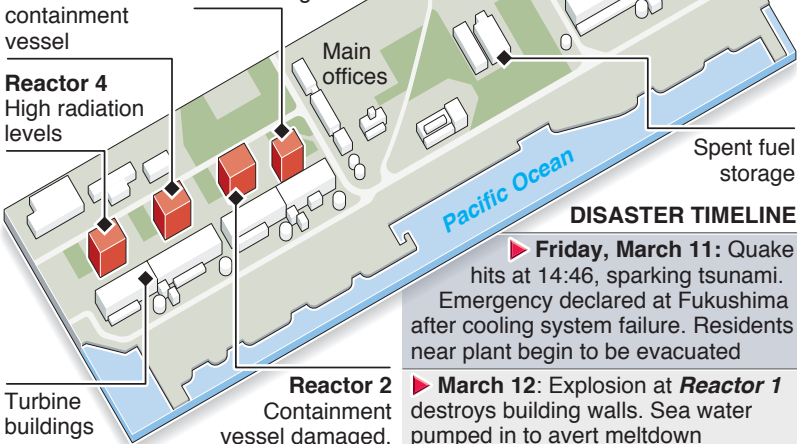 containment
vessel
Reactor 4
High radiation
levels
Main
offices
Spent fuel
storage
Pacific Ocean
DISASTER TIMELINE
Friday, March 11: Quake
hits at 14:46, sparking tsunami.
Emergency declared at Fukushima
after cooling system failure. Residents
near plant begin to be evacuated
March 12: Explosion at Reactor 1
destroys building walls. Sea water
pumped in to avert meltdown
Turbine
buildings
Reactor 2
Containment
vessel damaged.